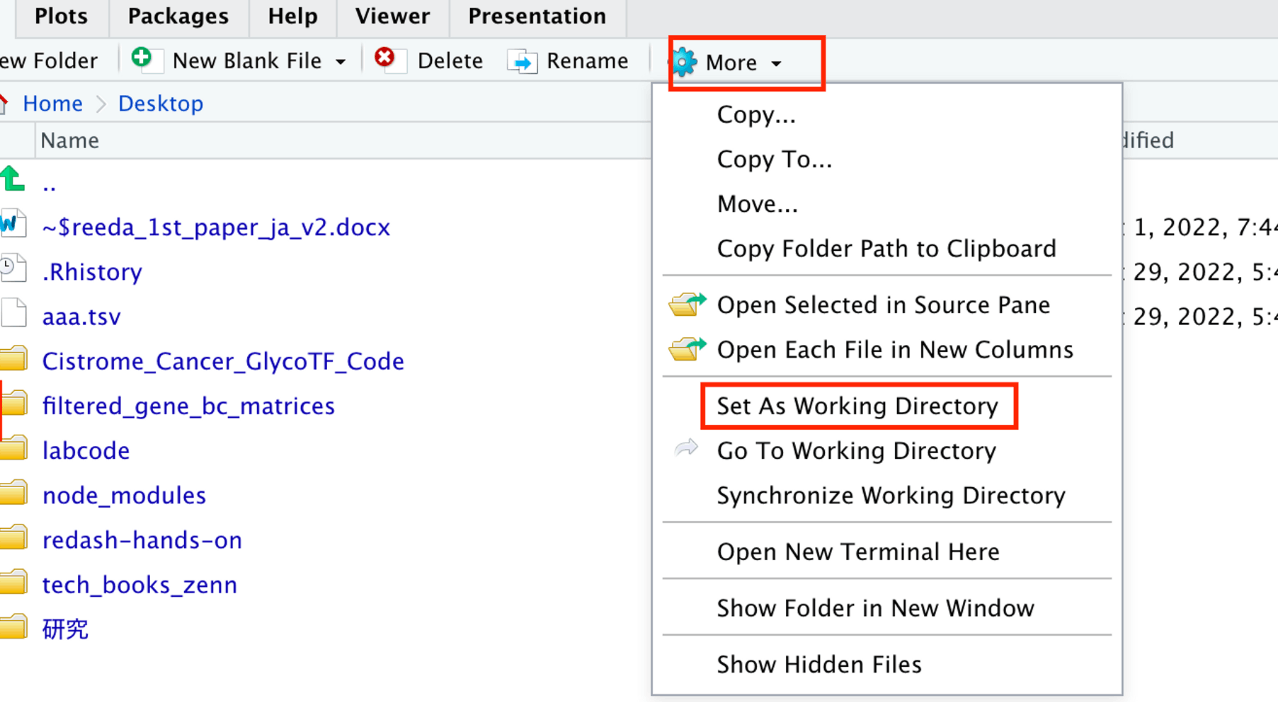 Plots Packages Help Viewer Presentation
ew Folder New Blank File Delete Rename More
Home Desktop
Name dified
Copy...
Copy To...
Move...
Copy Folder Path to Clipboard
Open Selected in Source Pane
Open Each File in New Columns
Set As Working Directory
Go To Working Directory
Synchronize Working Directory
Open New Terminal Here
Show Folder in New Window
Show Hidden Files
..
~$reeda_1st_paper_ja_v2.docx 1, 2022, 7:44
.Rhistory 29, 2022, 5:4
aaa.tsv 29, 2022, 5:4
Cistrome_Cancer_GlycoTF_Code
filtered_gene_bc_matrices
labcode
node_modules
redash-hands-on
tech_books_zenn
研究